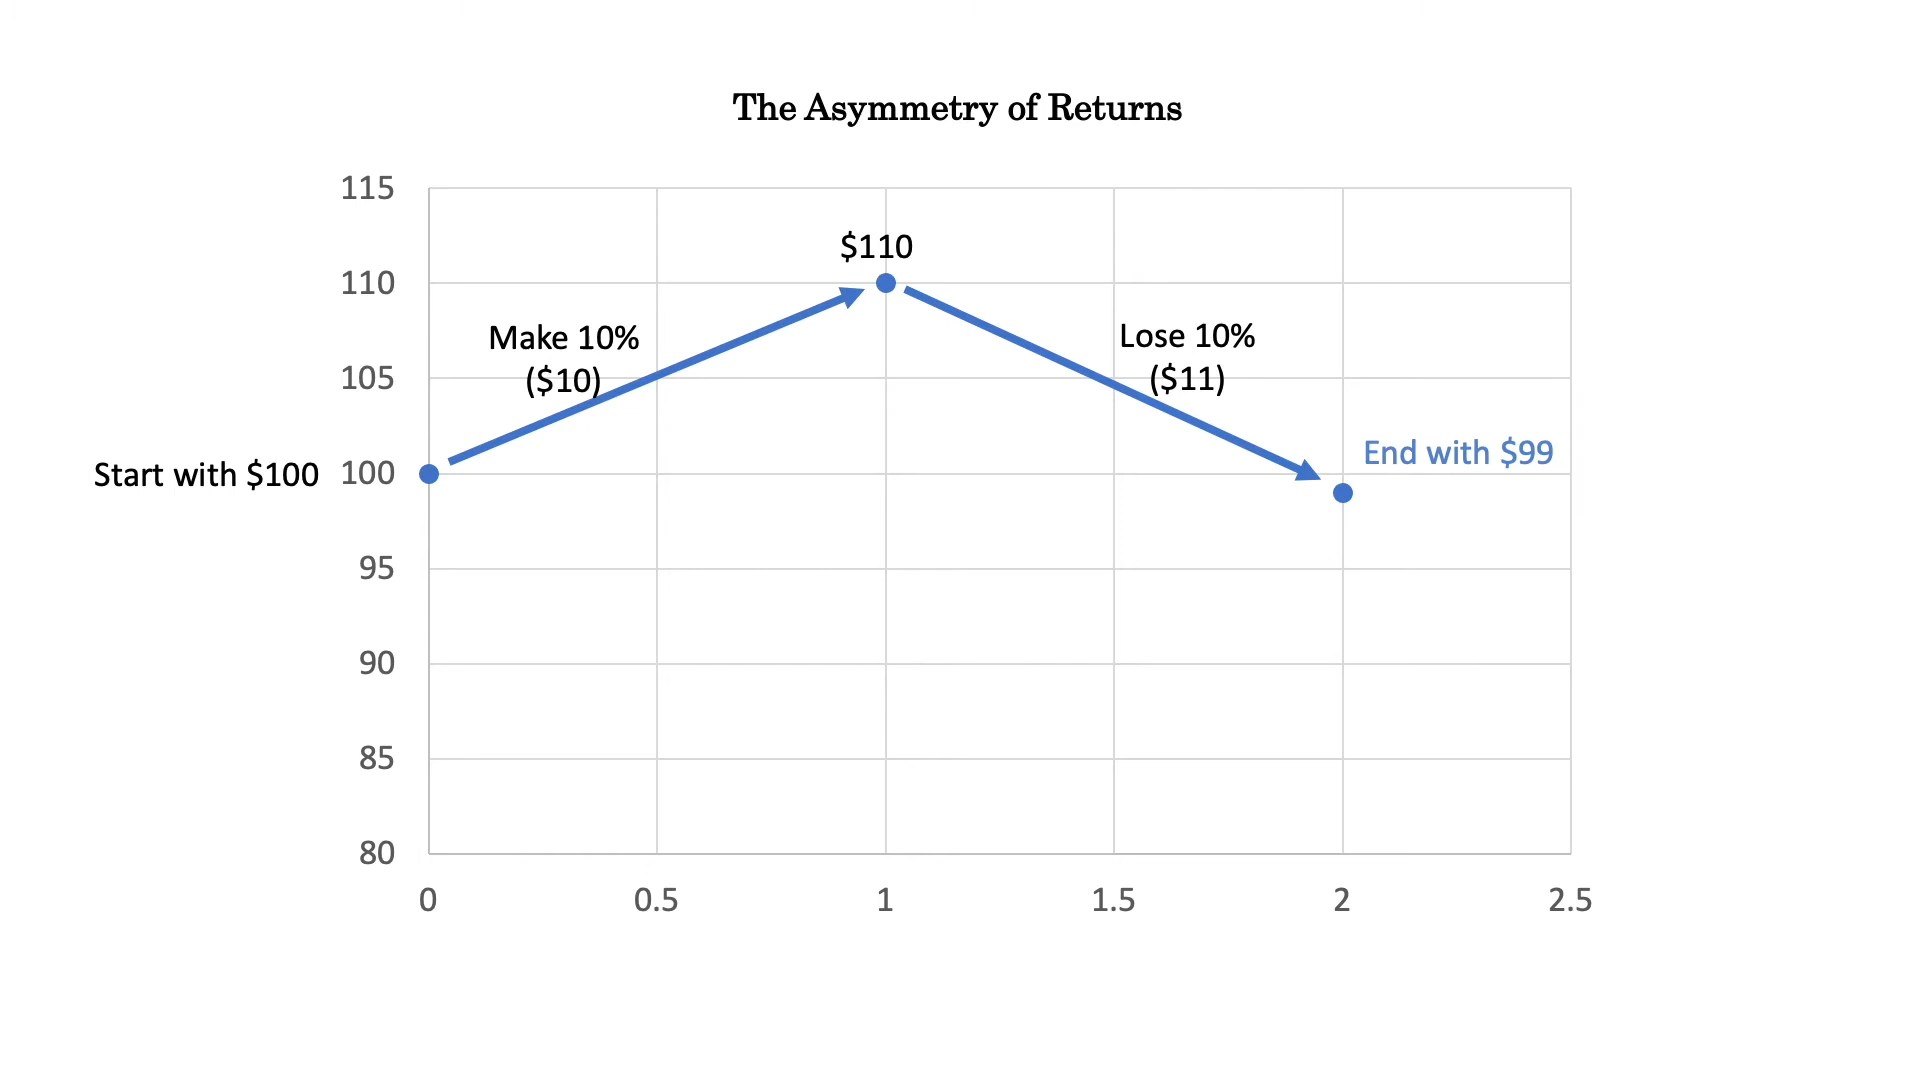 The Asymmetry of Returns
115
$110
110
Make 10%
($10)
Lose 10%
($11)
105
End with $99
Start with $100
100
95
90
85
80
0 0.5 1 1.5 2 2.5